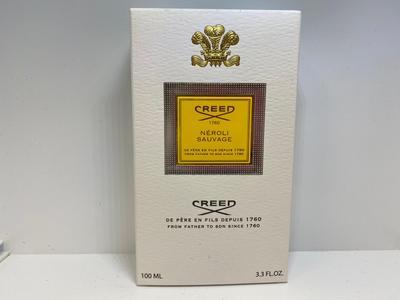 CREED
1760
NÉROLI
SAUVAGE
DE PÈRE EN FILS DEPUIS 1760
FROM FATHER TO SON SINCE 1760
CREED
DE PÈRE EN FILS DEPUIS 1760
FROM FATHER TO SON SINCE 1760
100 ML
3.3 FL.OZ.